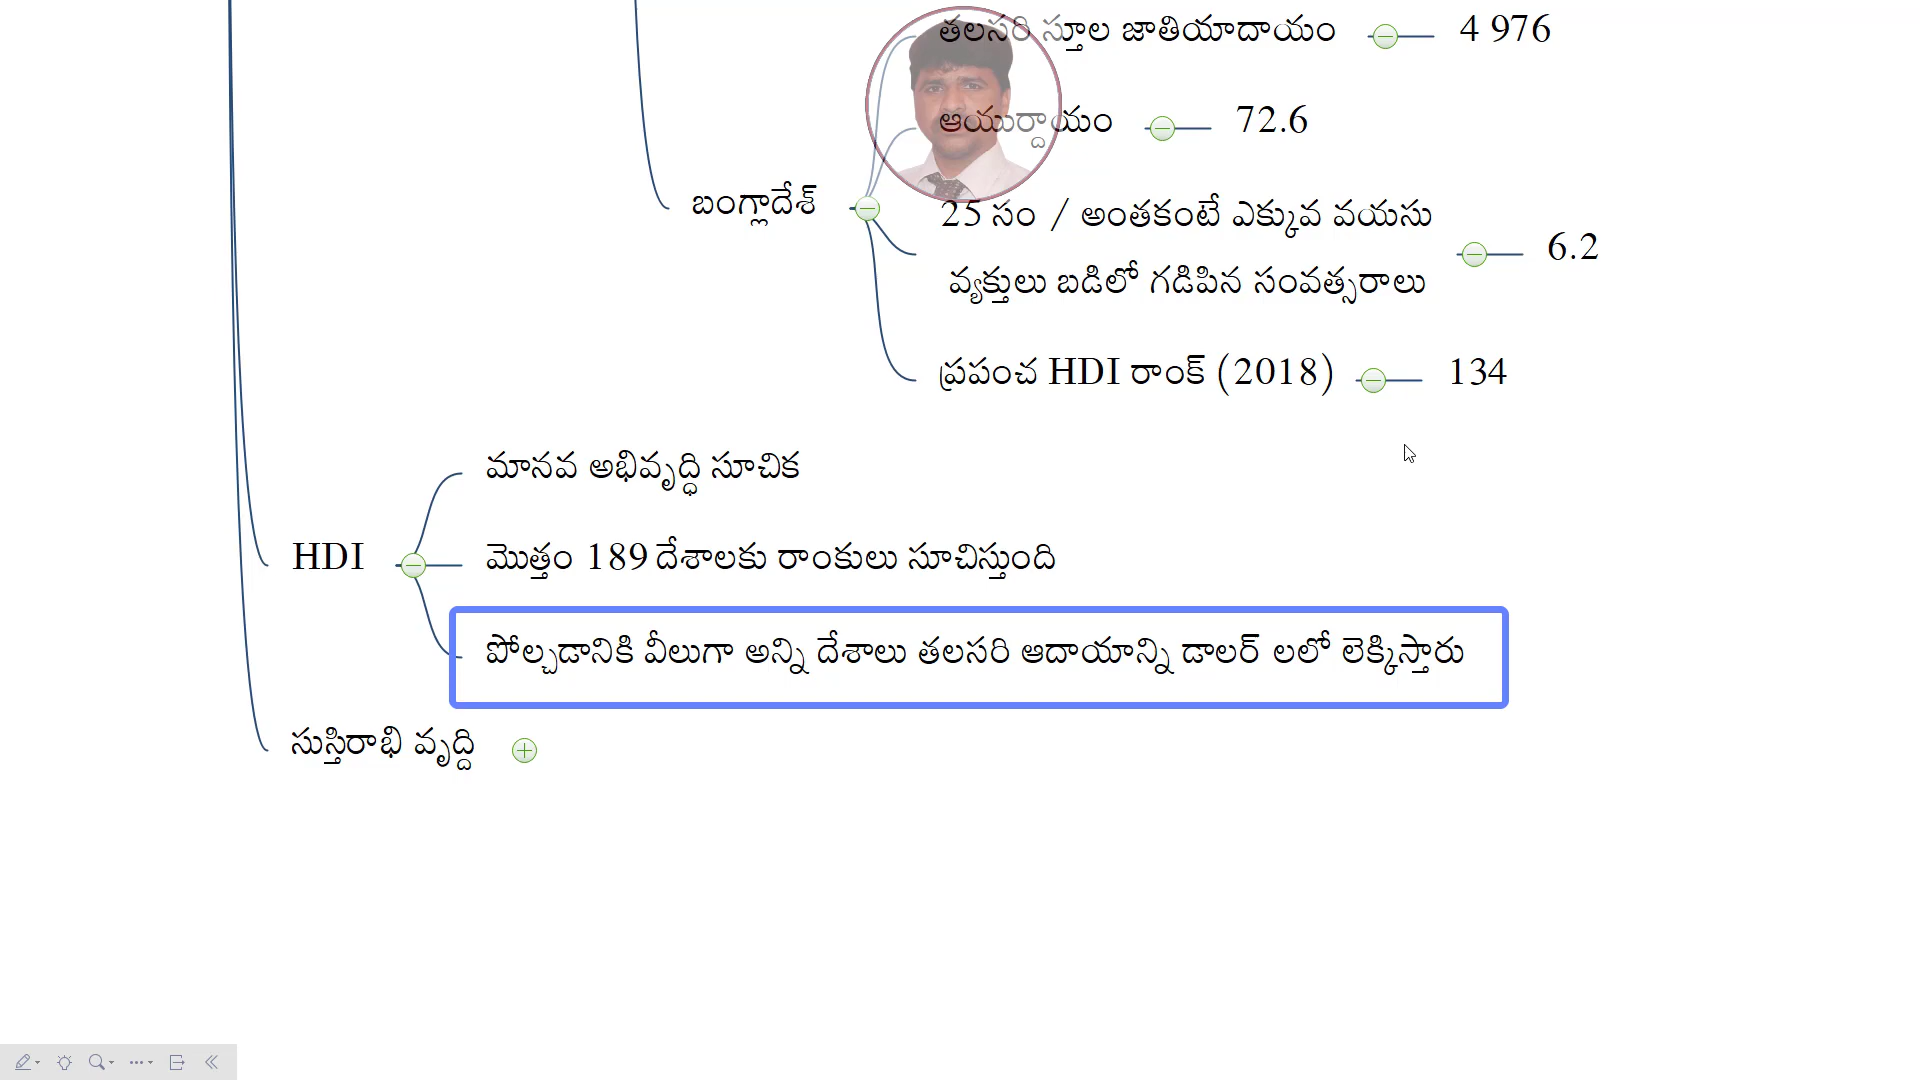 తలసరి స్తూల జాతియాదాయం 4 976
ఆయుర్దాయం 72.6
బంగ్లాదేశ్
25 సం / అంతకంటే ఎక్కువ వయసు
వ్యక్తులు బడిలో గడిపిన సంవత్సరాలు 6.2
ప్రపంచ HDI రాంక్ (2018) 134
మానవ అభివృద్ధి సూచిక
HDI
మొత్తం 189 దేశాలకు రాంకులు సూచిస్తుంది
పోల్చడానికి వీలుగా అన్ని దేశాలు తలసరి ఆదాయాన్ని డాలర్ లలో లెక్కిస్తారు
సుస్తిరాభి వృద్ది